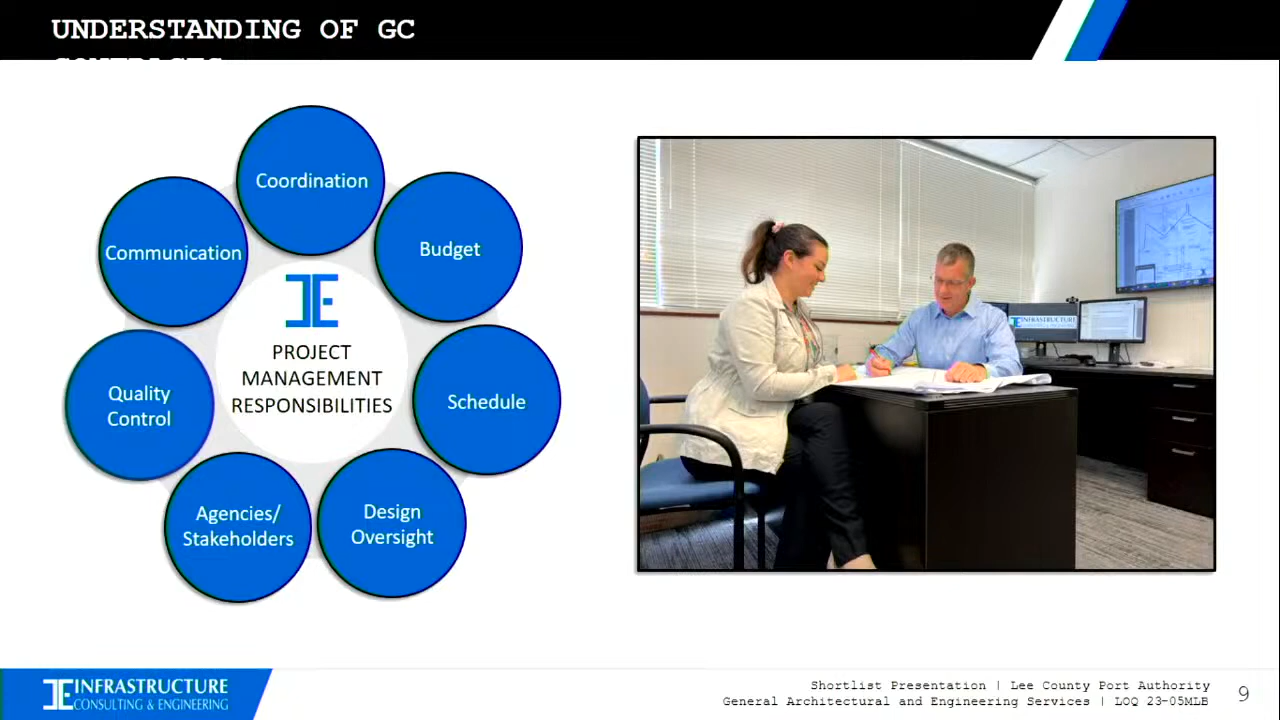 UNDERSTANDING OF GC
Coordination
Budget
Communication
PROJECT
MANAGEMENT
RESPONSIBILITIES
Schedule
Quality
Control
Design
Oversight
Agencies/
Stakeholders
INFRASTRUCTURE
INFRASTRUCTURE
CONSULTING & ENGINEERING
Shortlist Presentation | Lee County Port Authority
General Architectural and Engineering Services | LOQ 23-05MLB
9